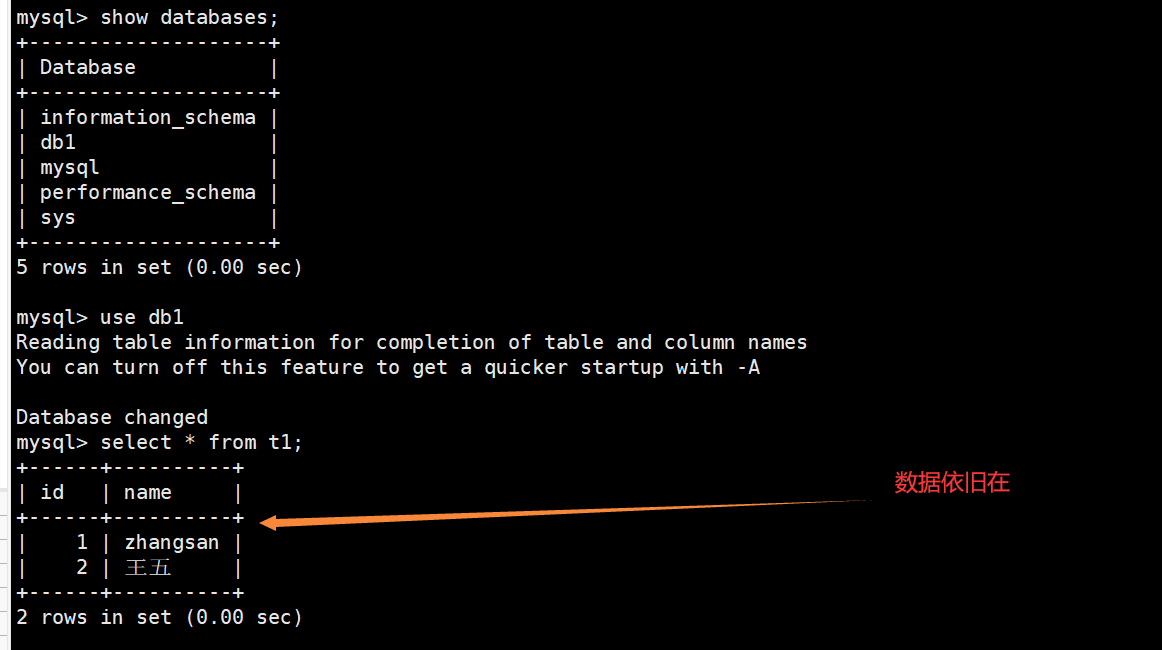 mysql> show databases;
+--------------------+
| Database           |
+--------------------+
| information_schema |
| db1                |
| mysql              |
| performance_schema |
| sys                |
+--------------------+
5 rows in set (0.00 sec)
mysql> use db1
Reading table information for completion of table and column names
You can turn off this feature to get a quicker startup with -A
Database changed
mysql> select * from t1;
+------+----------+
| id   | name     |
数据依旧在
+------+----------+
|    1 | zhangsan |
|    2 | 王五     |
+------+----------+
2 rows in set (0.00 sec)